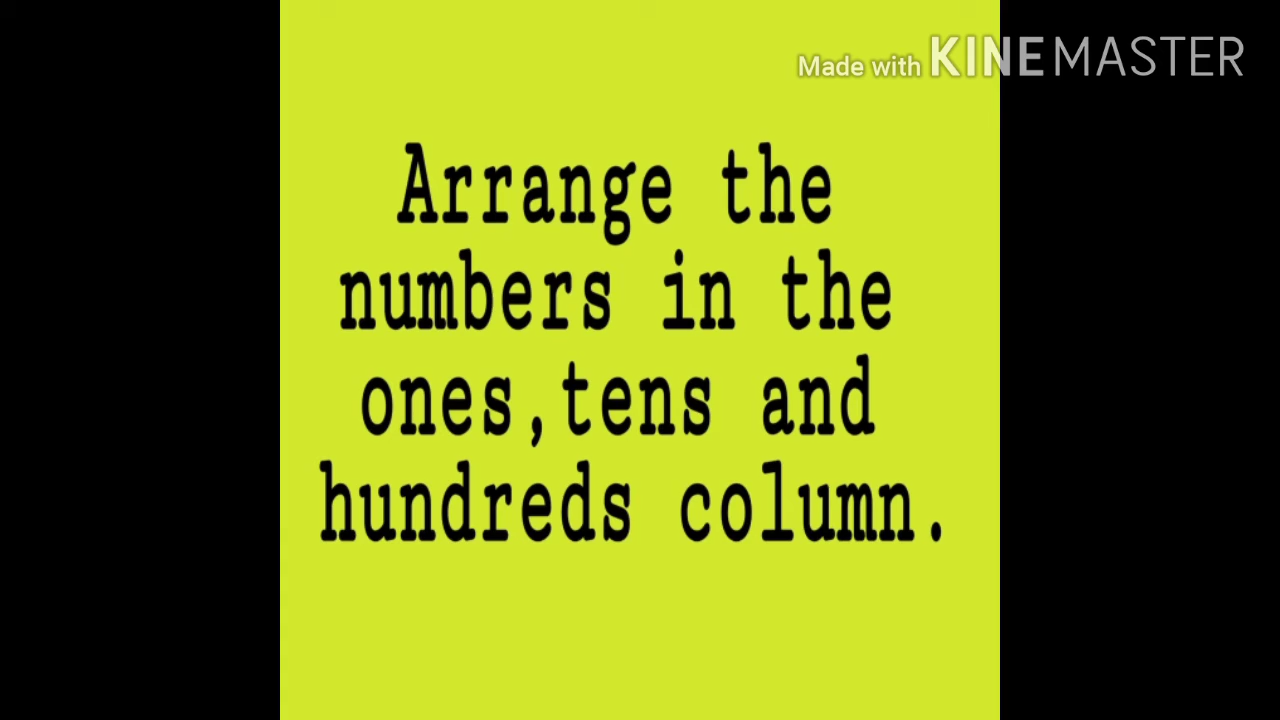 Made with KINEMASTER
Arrange the
numbers in the
ones,tens and
hundreds column.